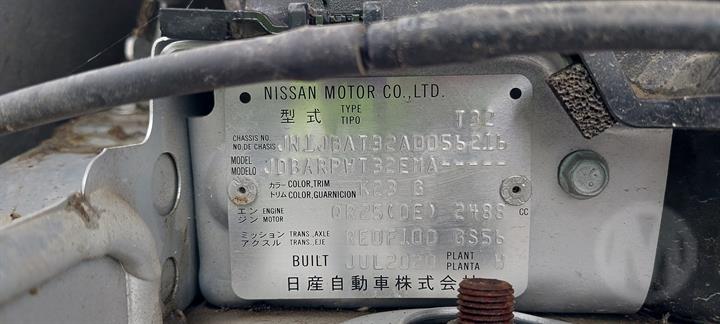 NISSAN MOTOR CO.,LTD.
型式 TYPE TIPO T32
CHASSIS NO. NO.DE CHASIS JN1JBAT32A0056216
MODEL MODELO JDBARPWT32EMA-----
カラー トリム COLOR,TRIM COLOR,GUARNICION K23 G
エンジン ENGINE MOTOR QR25(DE) 2488 CC
ミッション アクスル TRANS.,AXLE TRANS.,EJE REOF10D GS56
BUILT JUL2020 PLANT PLANTA W
日産自動車株式会社